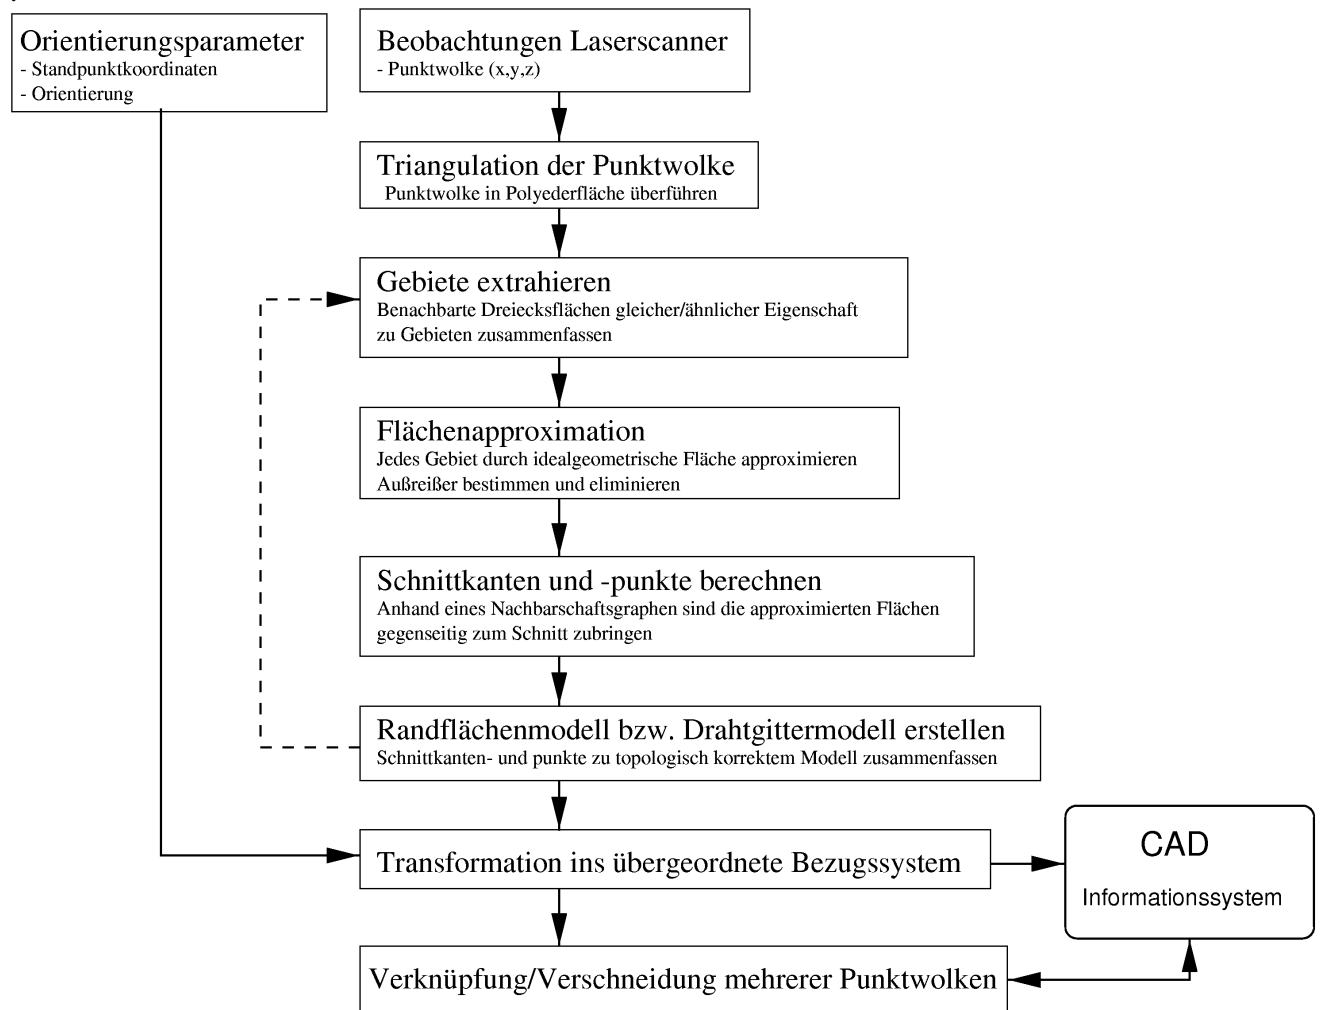 Orientierungsparameter
- Standpunktkoordinaten
- Orientierung
Beobachtungen Laserscanner
- Punktwolke (x,y,z)
Triangulation der Punktwolke
Punktwolke in Polyederfläche überführen
Gebiete extrahieren
Benachbarte Dreiecksflächen gleicher/ähnlicher Eigenschaft
zu Gebieten zusammenfassen
Flächenapproximation
Jedes Gebiet durch idealgeometrische Fläche approximieren
Außreißer bestimmen und eliminieren
Schnittkanten und -punkte berechnen
Anhand eines Nachbarschaftsgraphen sind die approximierten Flächen
gegenseitig zum Schnitt zubringen
Randflächenmodell bzw. Drahtgittermodell erstellen
Schnittkanten- und punkte zu topologisch korrektem Modell zusammenfassen
Transformation ins übergeordnete Bezugssystem
CAD
Informationssystem
Verknüpfung/Verschneidung mehrerer Punktwolken